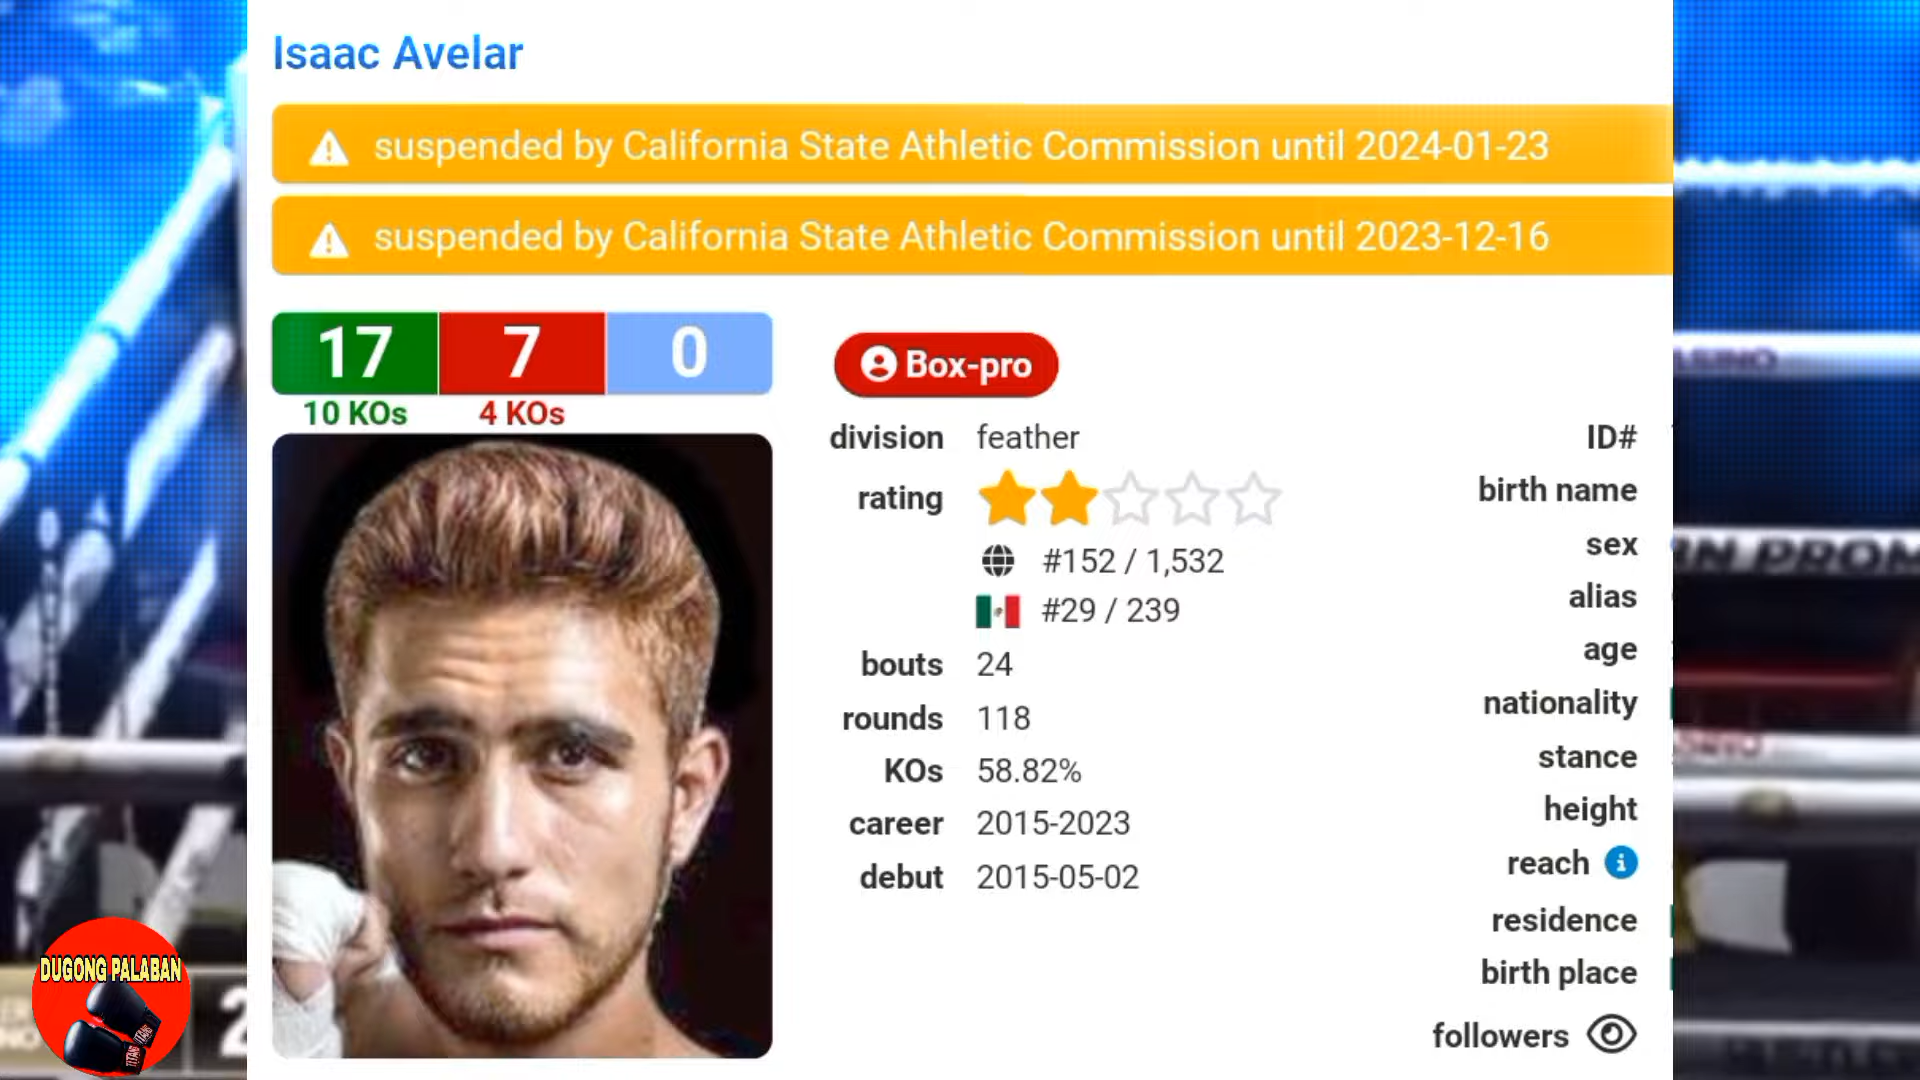 Isaac Avelar
suspended by California State Athletic Commission until 2024-01-23
suspended by California State Athletic Commission until 2023-12-16
17 7 0
10 KOs 4 KOs
Box-pro
division feather
rating
#152 / 1,532
#29 / 239
bouts 24
rounds 118
KOs 58.82%
career 2015-2023
debut 2015-05-02
ID#
birth name
sex
alias
age
nationality
stance
height
reach
residence
birth place
followers
DUGONG PALABAN
TITAN
TITAN
2